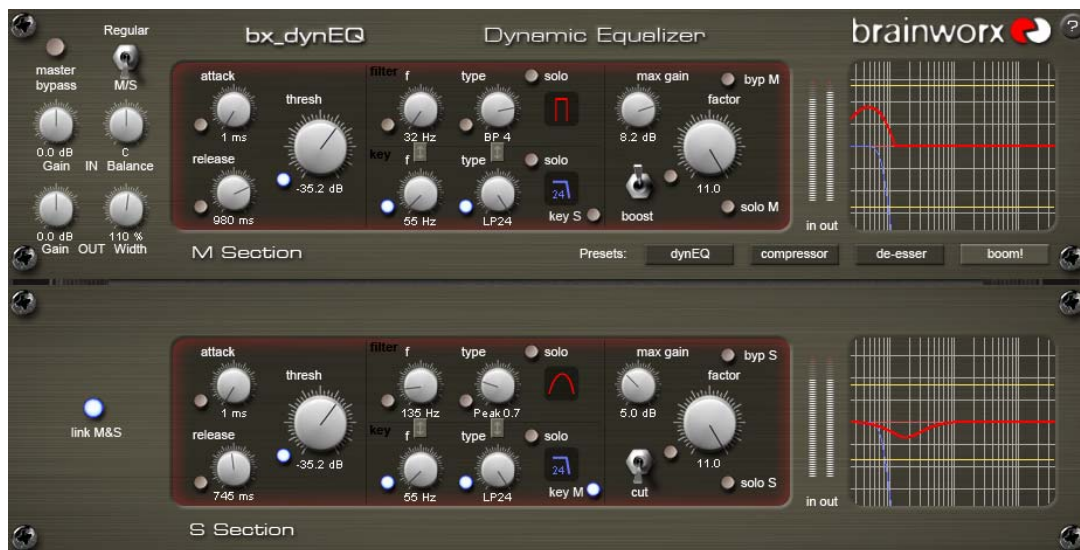 Regular
bx_dynEQ
Dynamic Equalizer
brainworx
?
master
bypass
M/S
0.0 dB
C
Gain IN Balance
0.0 dB
110 %
Gain OUT Width
attack
1 ms
release
980 ms
thresh
-35.2 dB
filter f
type
solo
32 Hz
BP 4
key f
type
solo
55 Hz
LP24
24
key S
max gain
byp M
factor
8.2 dB
boost
11.0
solo M
in out
M Section
Presets:
dynEQ
compressor
de-esser
boom!
link M&S
attack
1 ms
release
745 ms
thresh
-35.2 dB
filter f
type
solo
135 Hz
Peak 0.7
key f
type
solo
55 Hz
LP24
24
key M
max gain
byp S
factor
5.0 dB
cut
11.0
solo S
in out
S Section